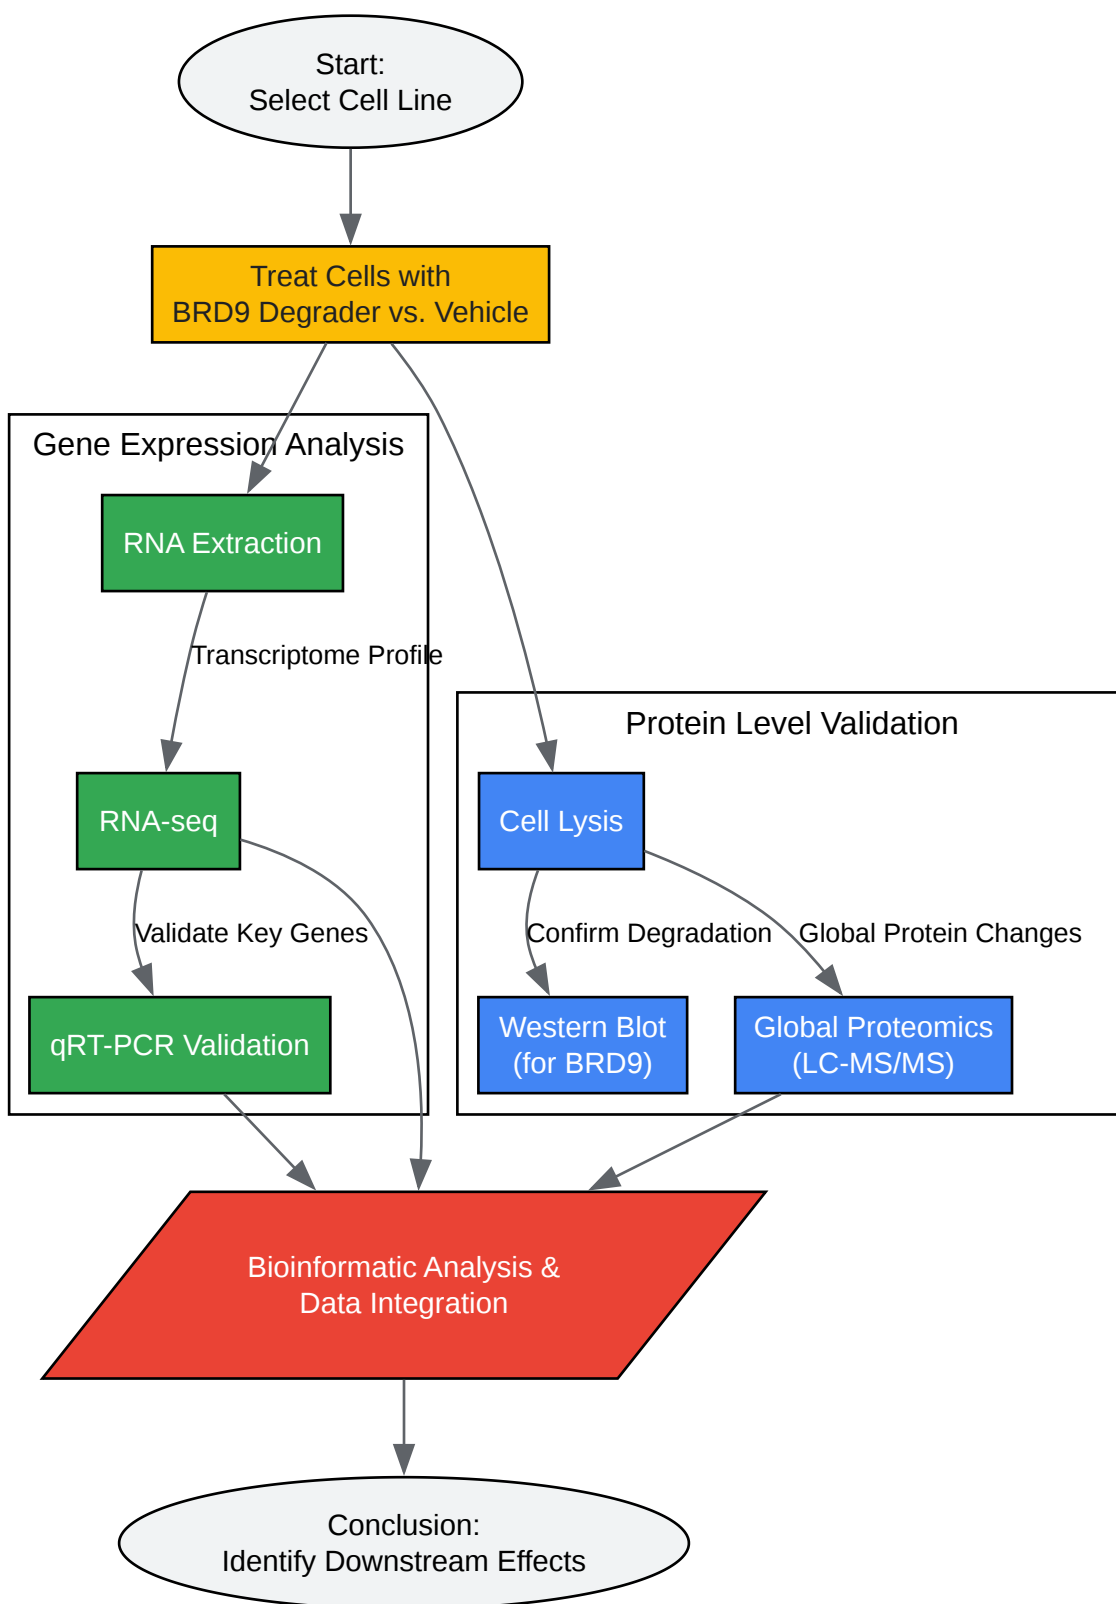 Start:
Select Cell Line
Treat Cells with
BRD9 Degrader vs. Vehicle
Gene Expression Analysis
RNA Extraction
Transcriptome Profile
Protein Level Validation
RNA-seq
Cell Lysis
Validate Key Genes
Confirm Degradation
Global Protein Changes
qRT-PCR Validation
Western Blot
(for BRD9)
Global Proteomics
(LC-MS/MS)
Bioinformatic Analysis &
Data Integration
Conclusion:
Identify Downstream Effects